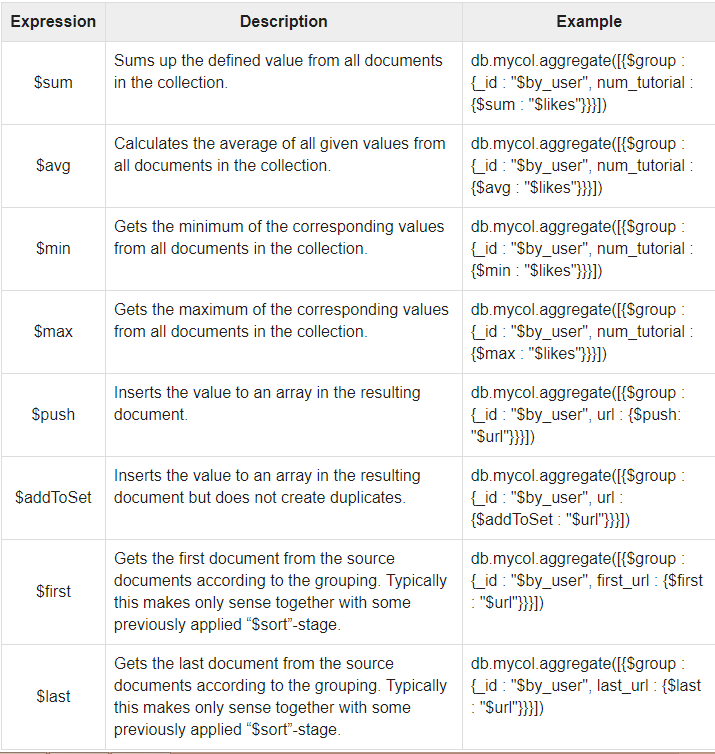 Expression Description Example
$sum
Sums up the defined value from all documents
in the collection.
db.mycol.aggregate([{$group :
{_id : "$by_user", num_tutorial :
{$sum : "$likes"}}}])
$avg
Calculates the average of all given values from
all documents in the collection.
db.mycol.aggregate([{$group :
{_id : "$by_user", num_tutorial :
{$avg : "$likes"}}}])
$min
Gets the minimum of the corresponding values
from all documents in the collection.
db.mycol.aggregate([{$group :
{_id : "$by_user", num_tutorial :
{$min : "$likes"}}}])
$max
Gets the maximum of the corresponding values
from all documents in the collection.
db.mycol.aggregate([{$group :
{_id : "$by_user", num_tutorial :
{$max : "$likes"}}}])
$push
Inserts the value to an array in the resulting
document.
db.mycol.aggregate([{$group :
{_id : "$by_user", url : {$push:
"$url"}}}])
$addToSet
Inserts the value to an array in the resulting
document but does not create duplicates.
db.mycol.aggregate([{$group :
{_id : "$by_user", url :
{$addToSet : "$url"}}}])
$first
Gets the first document from the source
documents according to the grouping. Typically
this makes only sense together with some
previously applied “$sort”-stage.
db.mycol.aggregate([{$group :
{_id : "$by_user", first_url : {$first
: "$url"}}}])
$last
Gets the last document from the source
documents according to the grouping. Typically
this makes only sense together with some
previously applied “$sort”-stage.
db.mycol.aggregate([{$group :
{_id : "$by_user", last_url : {$last
: "$url"}}}])